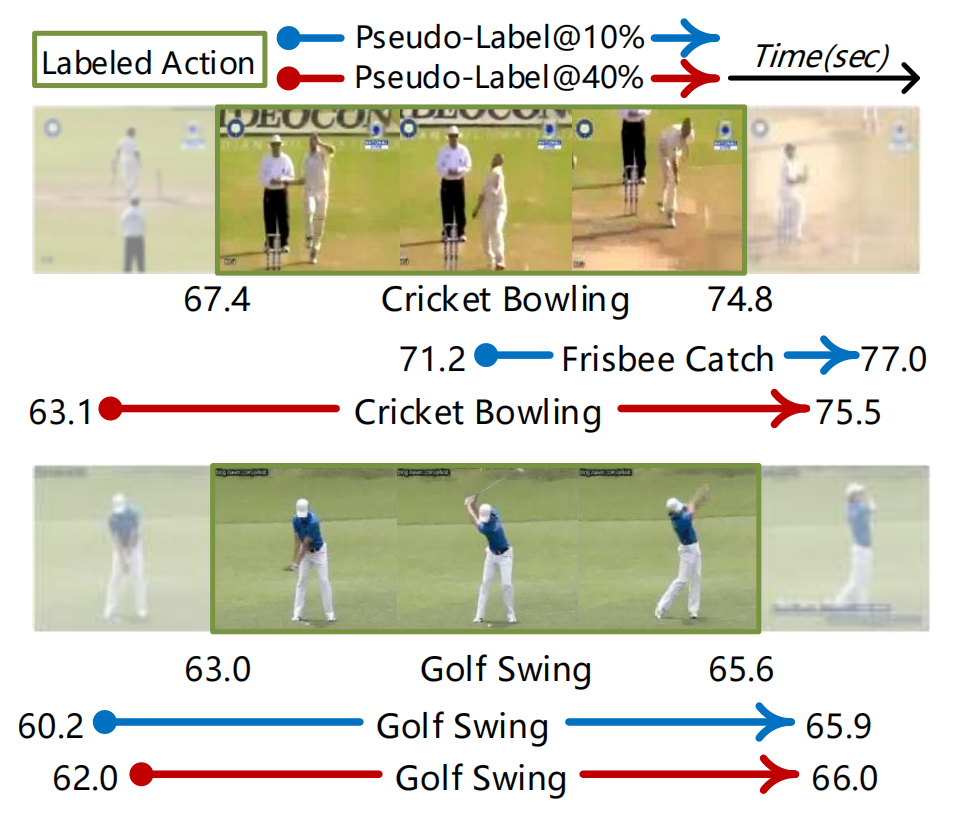 Labeled Action
Pseudo-Label@10%
Pseudo-Label@40%
Time(sec)
DEOCON
67.4 Cricket Bowling 74.8
71.2 Frisbee Catch 77.0
63.1 Cricket Bowling 75.5
63.0 Golf Swing 65.6
60.2 Golf Swing 65.9
62.0 Golf Swing 66.0